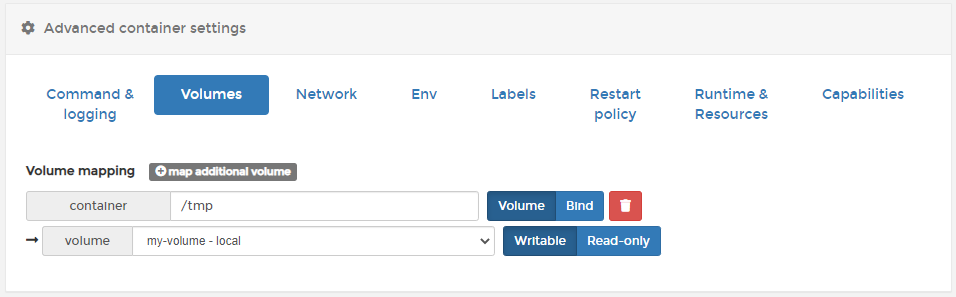 Advanced container settings
Command & logging
Volumes
Network
Env
Labels
Restart policy
Runtime & Resources
Capabilities
Volume mapping map additional volume
container /tmp Volume Bind
volume my-volume - local Writable Read-only